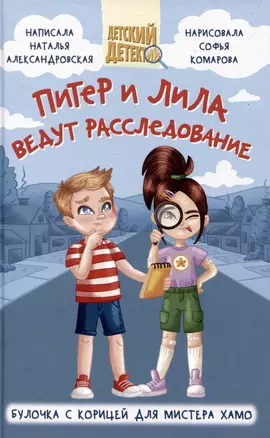 НАПИСАЛА
НАТАЛЬЯ
АЛЕКСАНДРОВСКАЯ
ДЕТСКИЙ
ДЕТЕКТИВ
НАРИСОВАЛА
СОФЬЯ
КОМАРОВА
ПИТЕР И ЛИЛА
ВЕДУТ РАССЛЕДОВАНИЕ
БУЛОЧКА С КОРИЦЕЙ ДЛЯ МИСТЕРА ХАМО